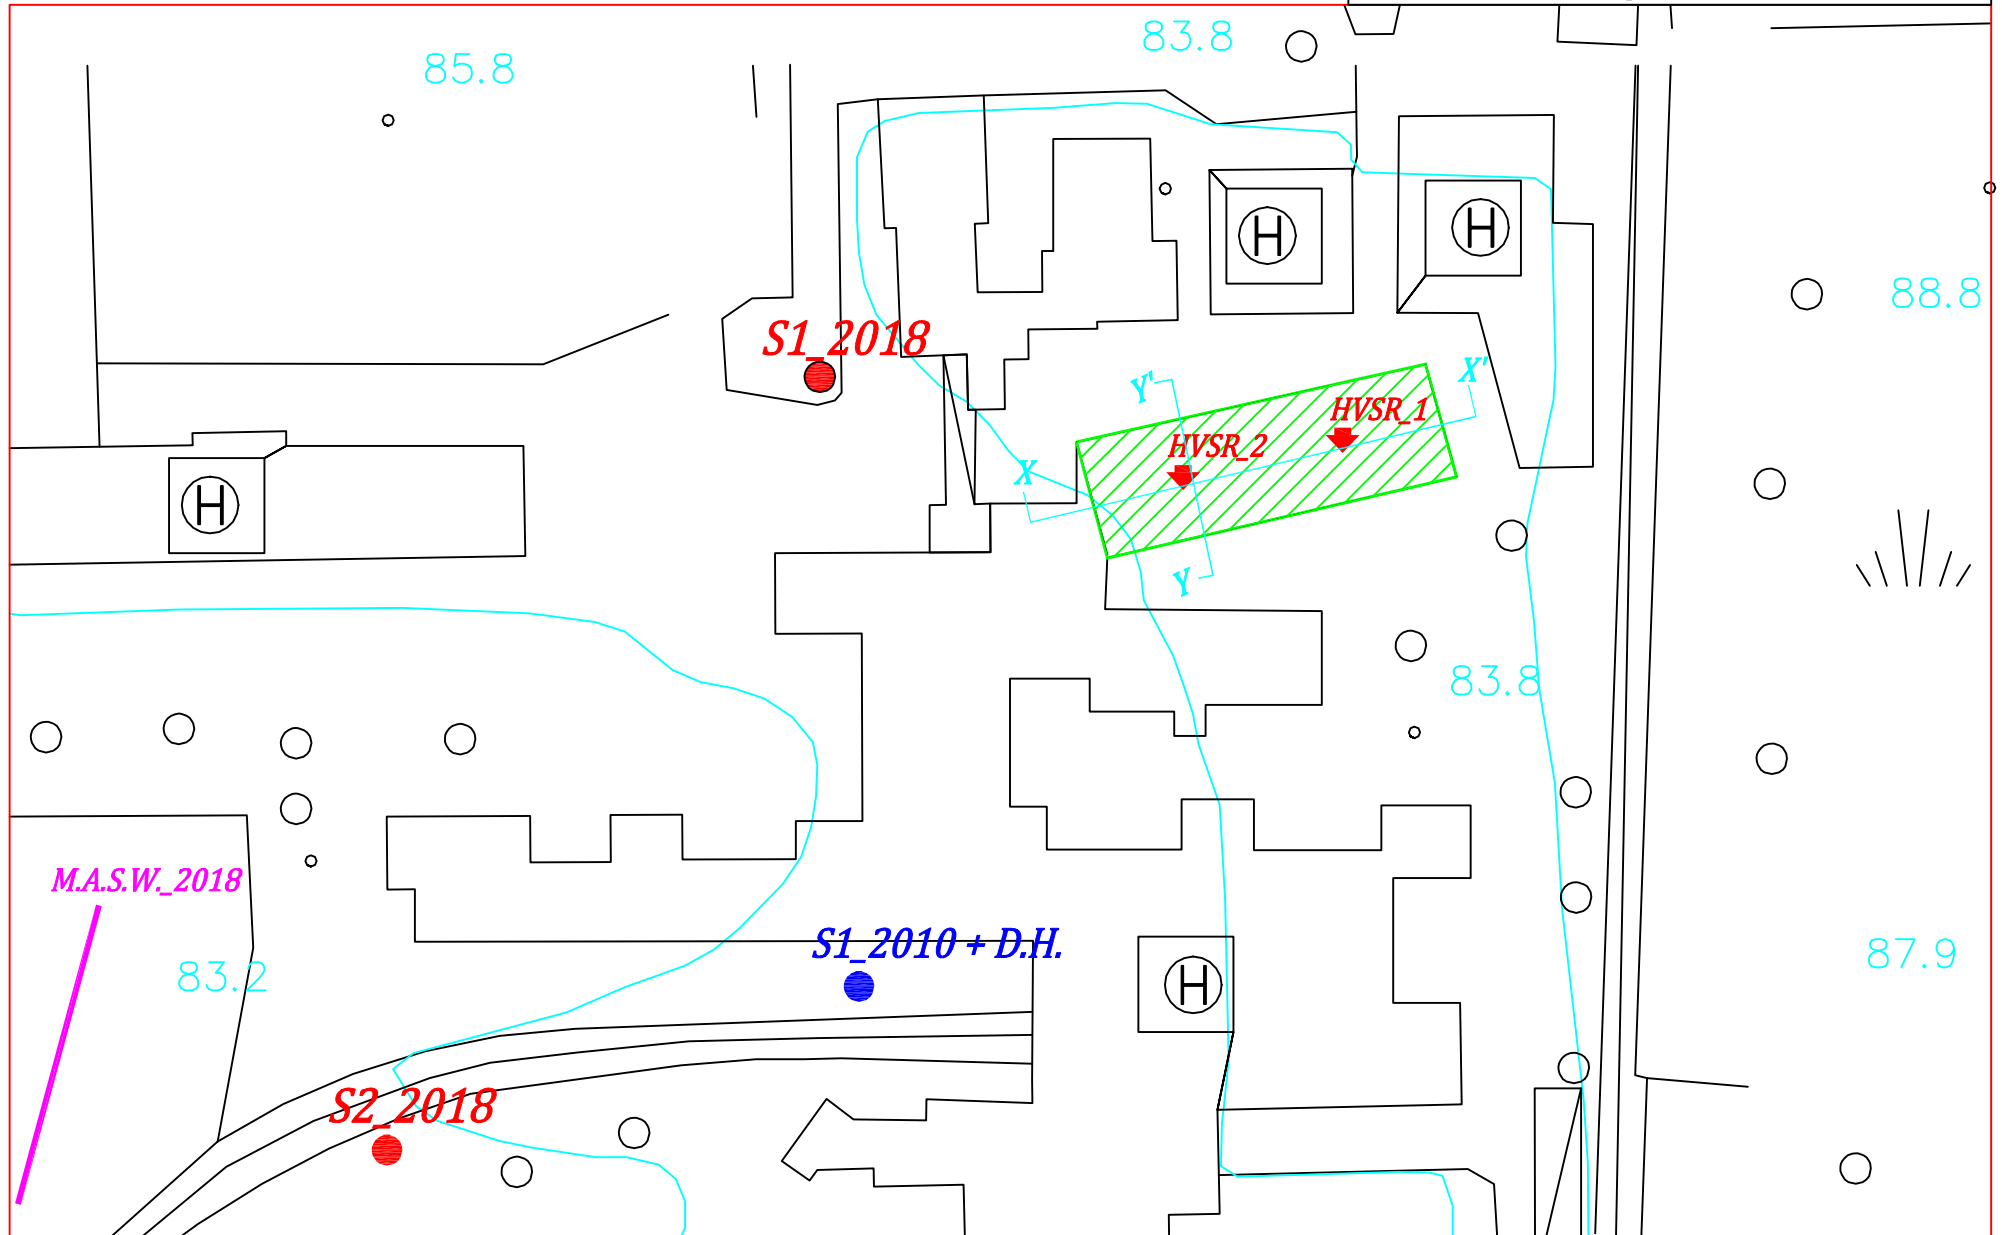 83.8
85.8
H
H
88.8
S1_2018
X'
Y'
HVSR_1
HVSR_2
X
H
Y
83.8
M.A.S.W._2018
S1_2010 + D.H.
87.9
83.2
H
S2_2018